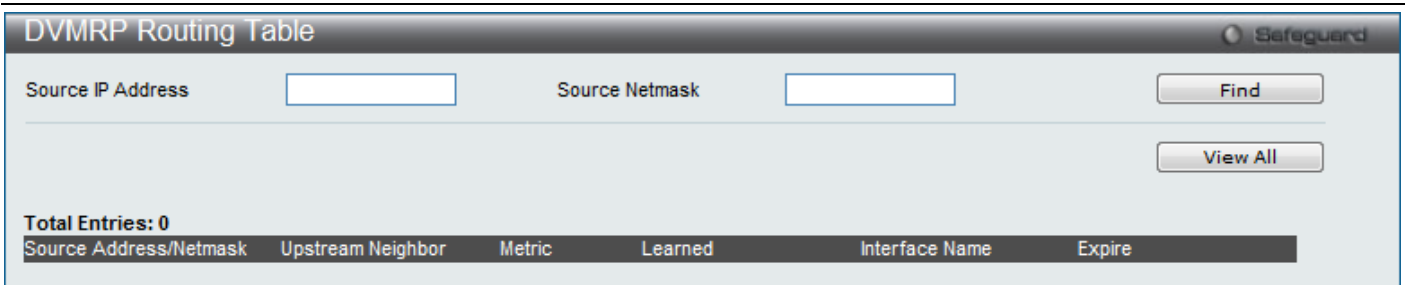 DVMRP Routing Table
Safeguard
Source IP Address Source Netmask Find
View All
Total Entries: 0
Source Address/Netmask Upstream Neighbor Metric Learned Interface Name Expire